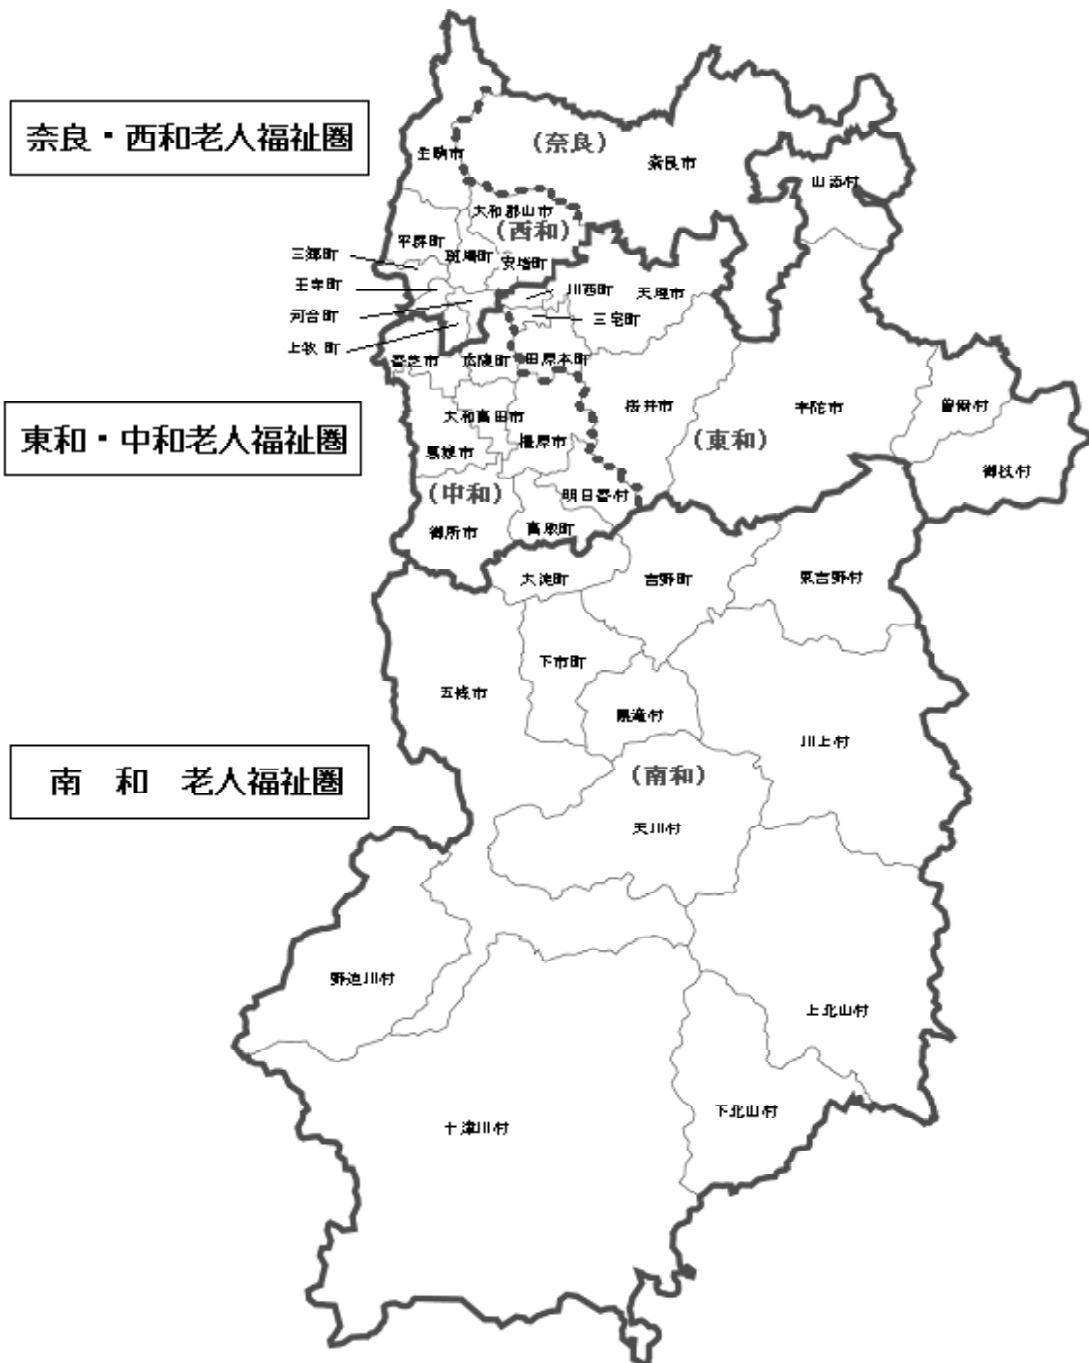 奈良・西和老人福祉圏
(奈良)
生駒市
奈良市
山添村
大和郡山市
(西和)
平群町
斑鳩町
安堵町
三郷町
王寺町
河合町
上牧町
川西町
天理市
三宅町
香芝市
広陵町
田原本町
東和・中和老人福祉圏
大和高田市
桜井市
宇陀市
曽爾村
葛城市
橿原市
(東和)
御杖村
(中和)
明日香村
御所市
高取町
大淀町
吉野町
東吉野村
下市町
五條市
黒滝村
川上村
南 和 老人福祉圏
(南和)
天川村
野迫川村
上北山村
下北山村
十津川村